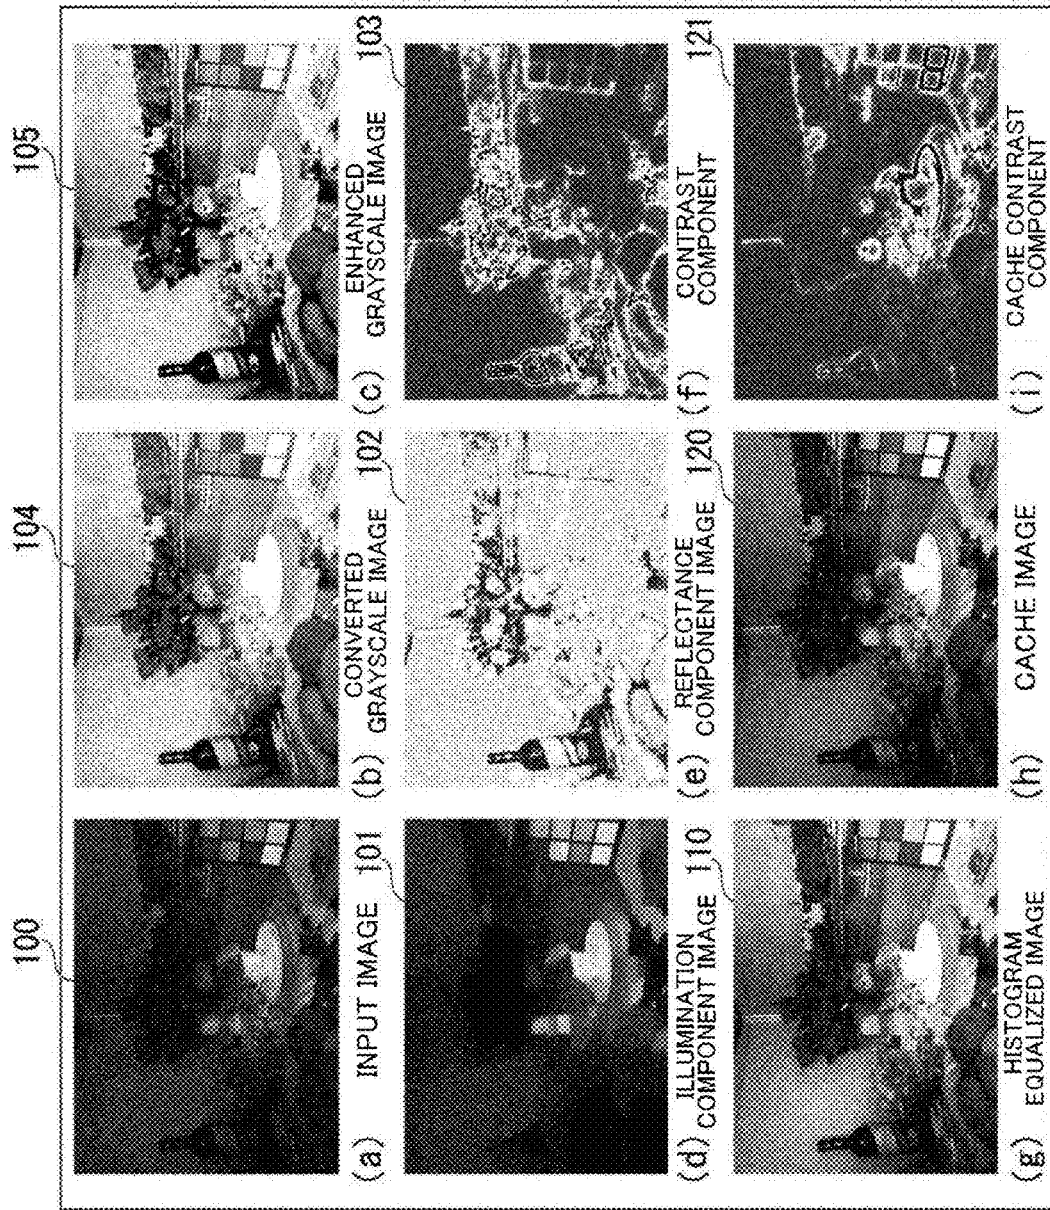 100
104
105
(a) INPUT IMAGE
(b) CONVERTED
GRAYSCALE IMAGE
(c) ENHANCED
GRAYSCALE IMAGE
101
102
103
(d) ILLUMINATION
COMPONENT IMAGE
(e) REFLECTANCE
COMPONENT IMAGE
(f) CONTRAST
COMPONENT
110
120
121
(g) HISTOGRAM
EQUALIZED IMAGE
(h) CACHE IMAGE
(i) CACHE CONTRAST
COMPONENT